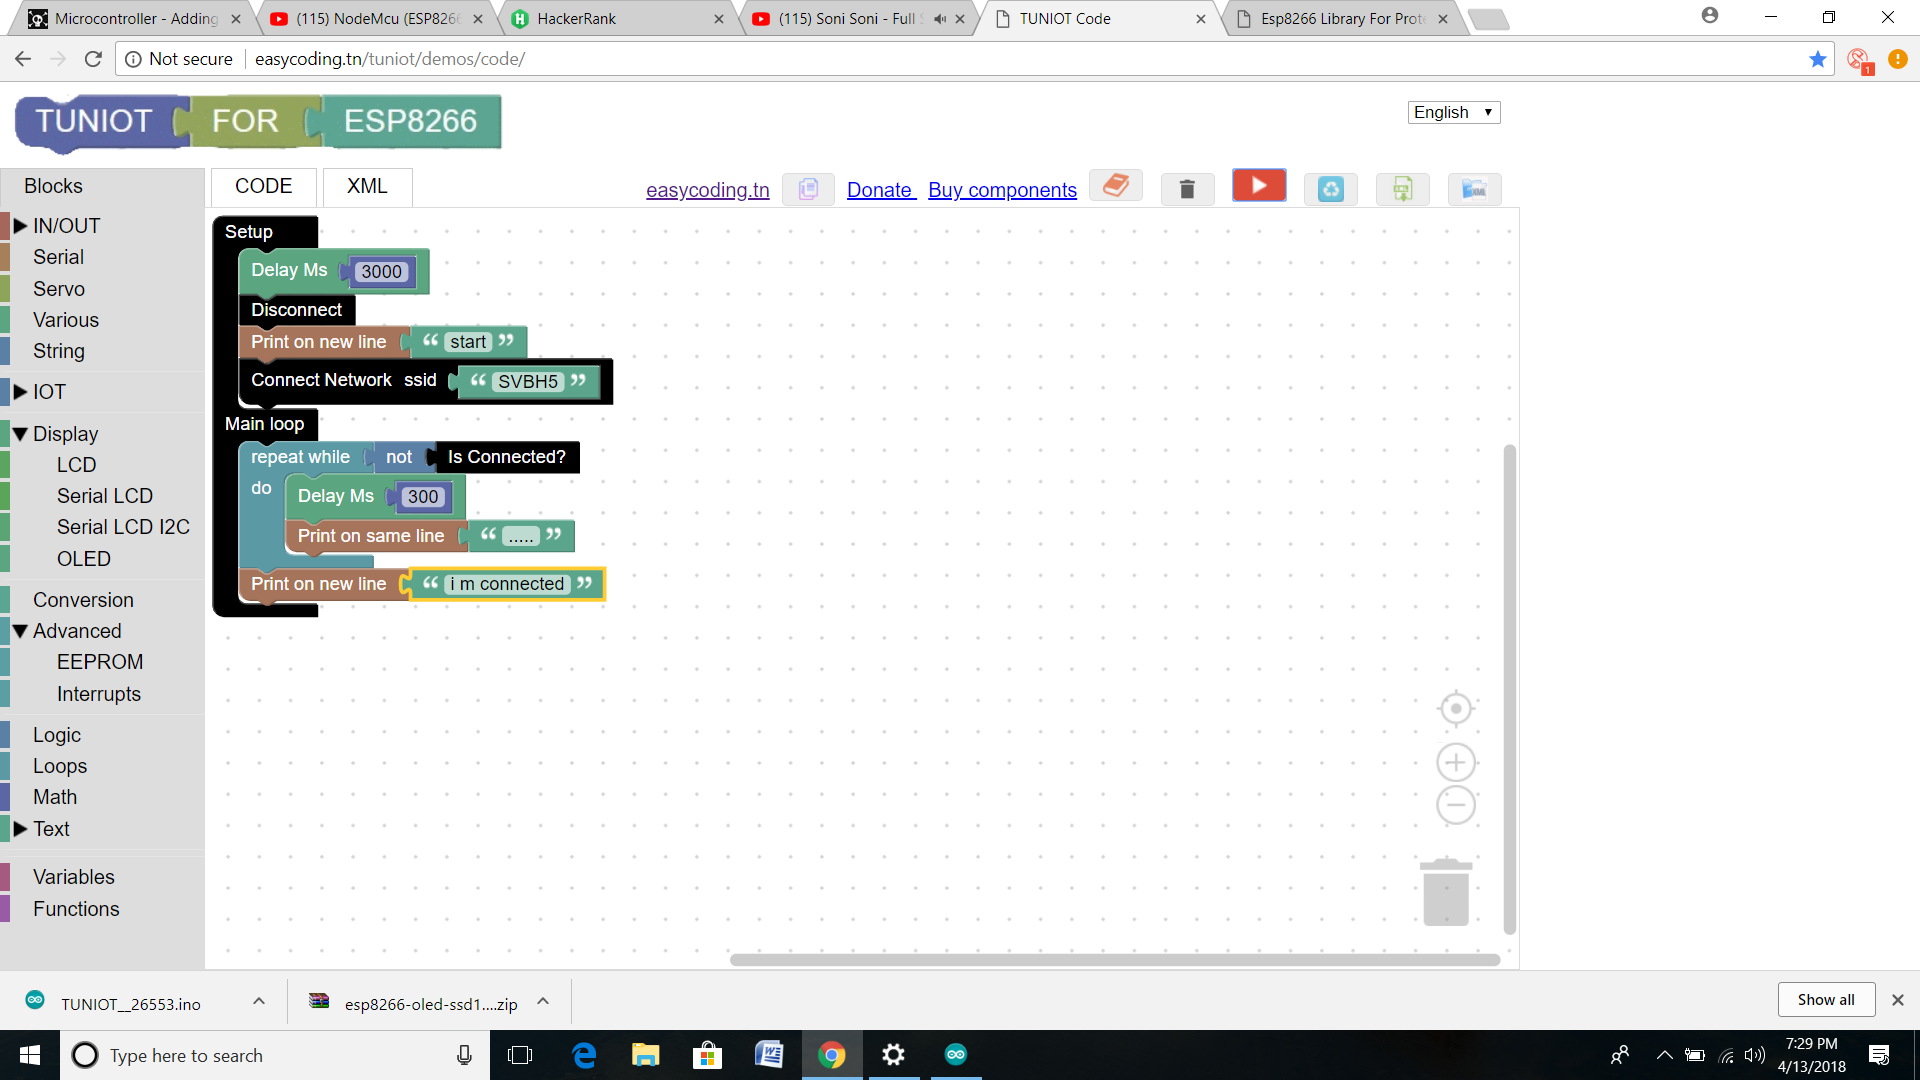 Microcontroller - Adding
(115) NodeMcu (ESP826
HackerRank
(115) Soni Soni - Full S
TUNIOT Code
Esp8266 Library For Prote
Not secure
easycoding.tn/tuniot/demos/code/
TUNIOT FOR ESP8266
English
Blocks
CODE
XML
easycoding.tn
Donate
Buy components
IN/OUT
Serial
Servo
Various
String
IOT
Display
LCD
Serial LCD
Serial LCD I2C
OLED
Conversion
Advanced
EEPROM
Interrupts
Logic
Loops
Math
Text
Variables
Functions
Setup
Delay Ms 3000
Disconnect
Print on new line “ start ”
Connect Network ssid “ SVBH5 ”
Main loop
repeat while not Is Connected?
do Delay Ms 300
Print on same line “ ..... ”
Print on new line “ i m connected ”
TUNIOT__26553.ino
esp8266-oled-ssd1....zip
Show all
Type here to search
7:29 PM
4/13/2018